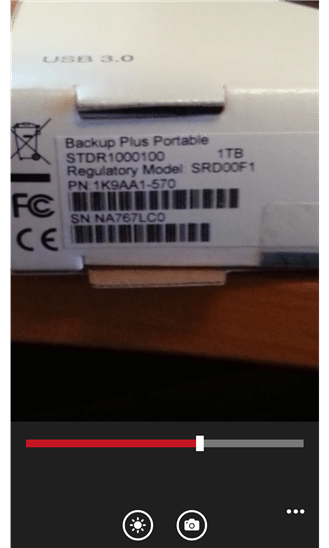 USB 3.0
Backup Plus Portable
STDR1000100 1TB
Regulatory Model: SRD00F1
PN 1K9AA1-570
SN NA767LC0
FC
CE